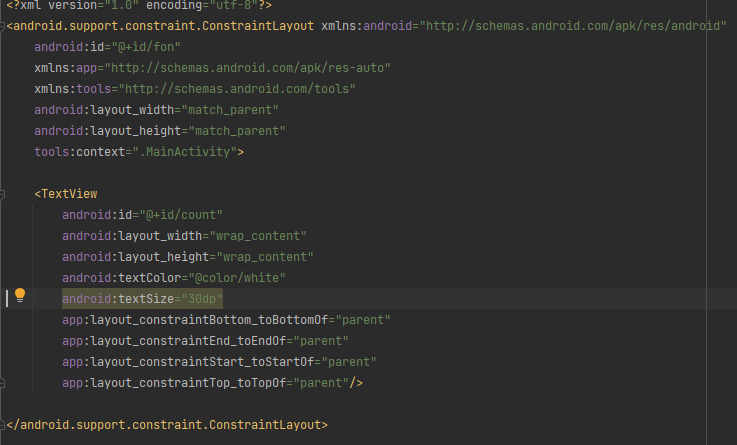 <?xml version="1.0" encoding="utf-8"?>
<android.support.constraint.ConstraintLayout xmlns:android="http://schemas.android.com/apk/res/android"
android:id="@+id/fon"
xmlns:app="http://schemas.android.com/apk/res-auto"
xmlns:tools="http://schemas.android.com/tools"
android:layout_width="match_parent"
android:layout_height="match_parent"
tools:context=".MainActivity">
<TextView
android:id="@+id/count"
android:layout_width="wrap_content"
android:layout_height="wrap_content"
android:textColor="@color/white"
android:textSize="30dp"
app:layout_constraintBottom_toBottomOf="parent"
app:layout_constraintEnd_toEndOf="parent"
app:layout_constraintStart_toStartOf="parent"
app:layout_constraintTop_toTopOf="parent"/>
</android.support.constraint.ConstraintLayout>